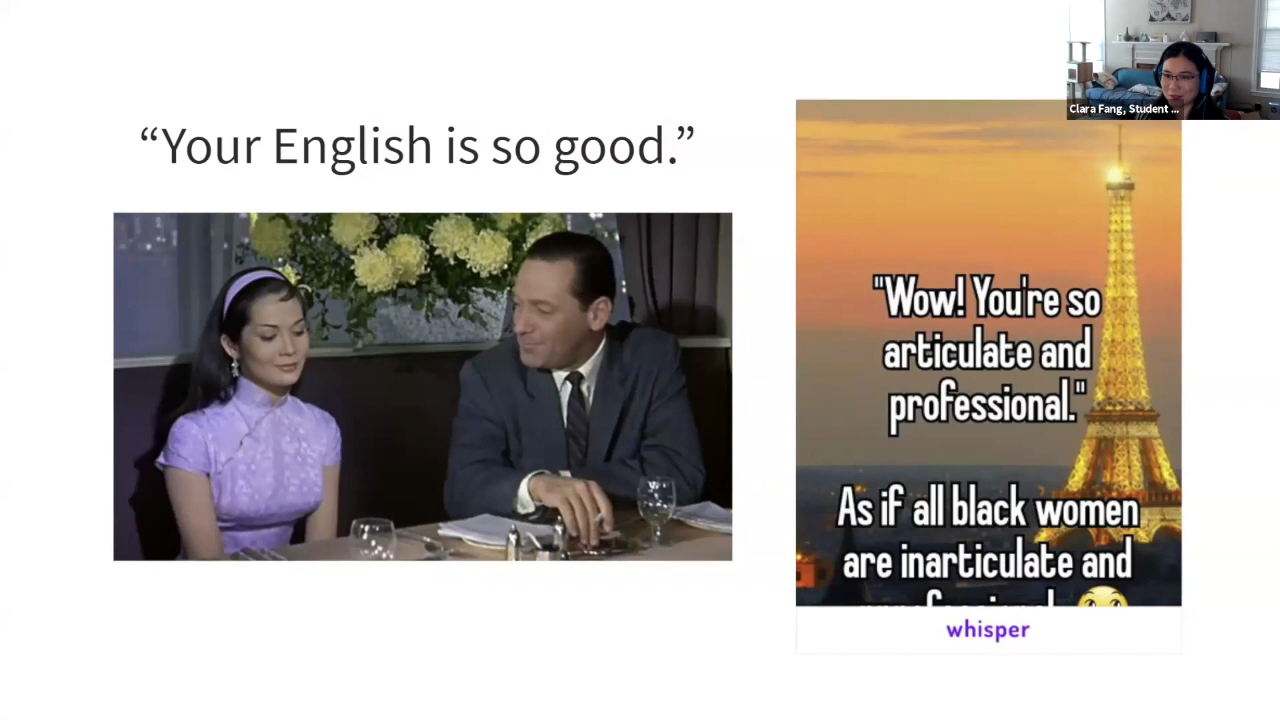 Clara Fang, Student ...
“Your English is so good.”
"Wow! You're so
articulate and
professional."
As if all black women
are inarticulate and
whisper